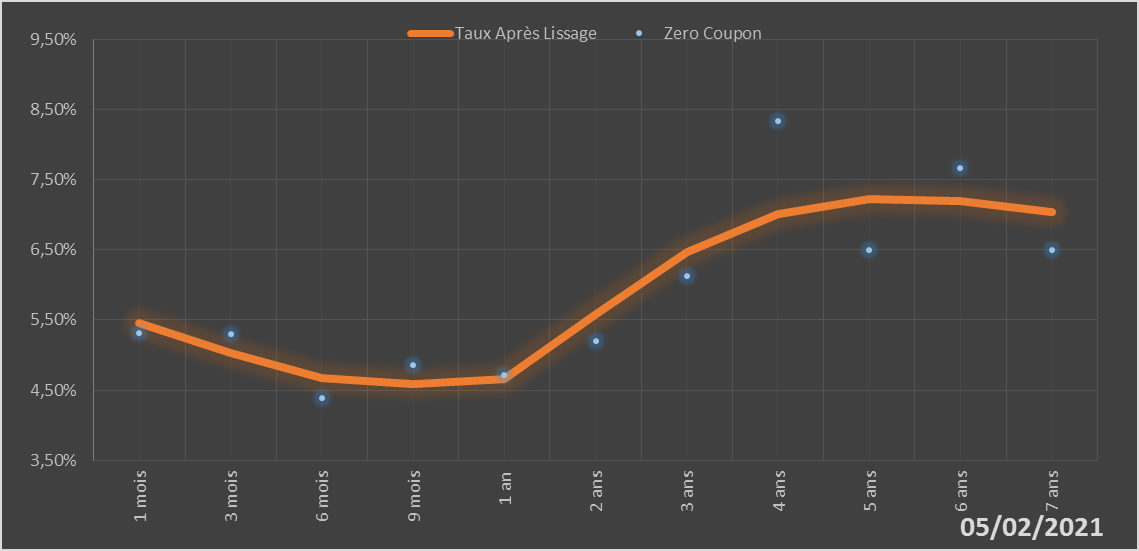 Taux Après Lissage
Zero Coupon
9,50%
8,50%
7,50%
6,50%
5,50%
4,50%
3,50%
1 mois
3 mois
6 mois
9 mois
1 an
2 ans
3 ans
4 ans
5 ans
6 ans
7 ans
05/02/2021